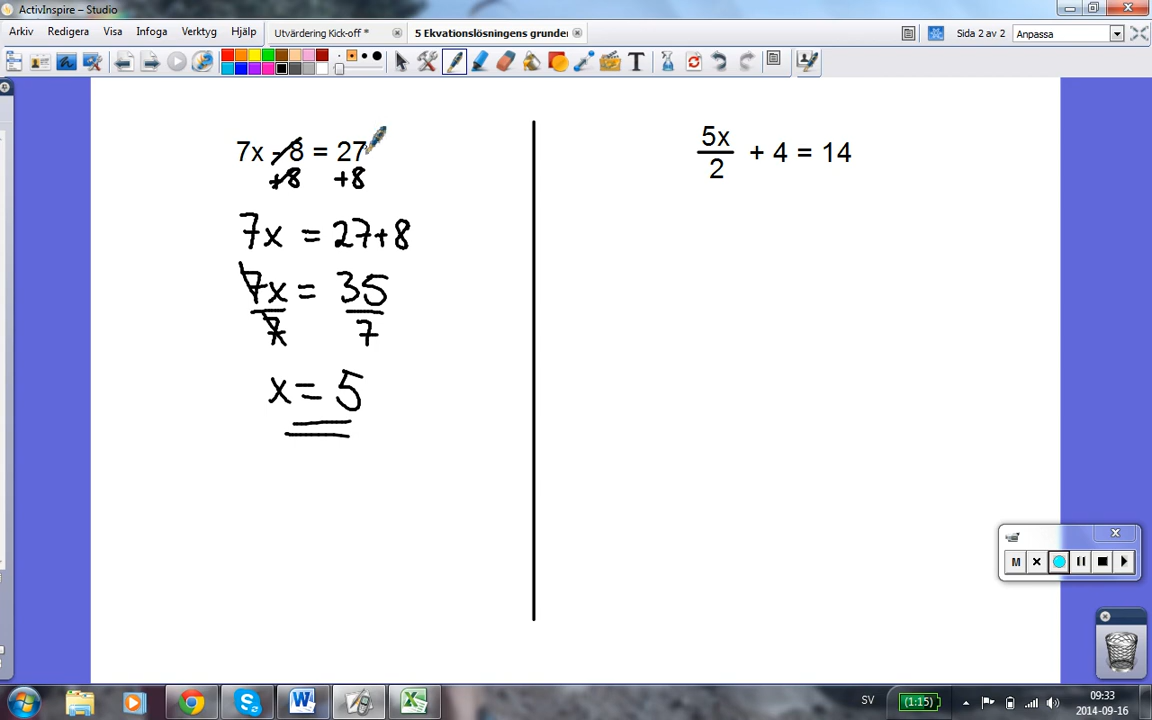 ActivInspire – Studio
Arkiv Redigera Visa Infoga Verktyg Hjälp
Utvärdering Kick-off *
5 Ekvationslösningens grunder
Sida 2 av 2
Anpassa
7x - 8 = 27
+8 +8
7x = 27+8
7x = 35
7 7
x = 5
5x
2
+ 4 = 14
M
SV
(1:15)
09:33
2014-09-16